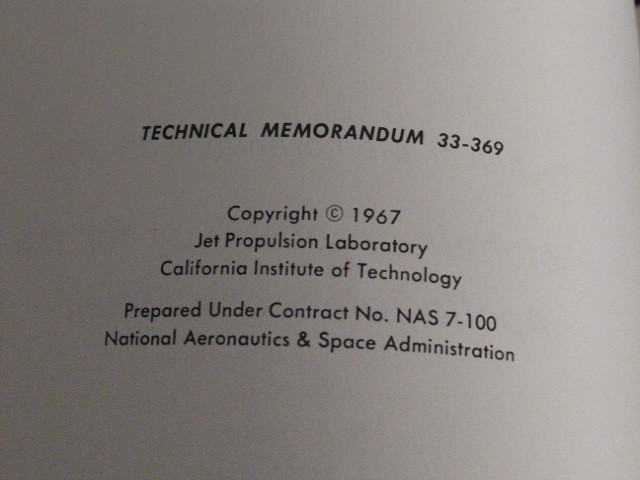 TECHNICAL MEMORANDUM 33-369
Copyright © 1967
Jet Propulsion Laboratory
California Institute of Technology
Prepared Under Contract No. NAS 7-100
National Aeronautics & Space Administration